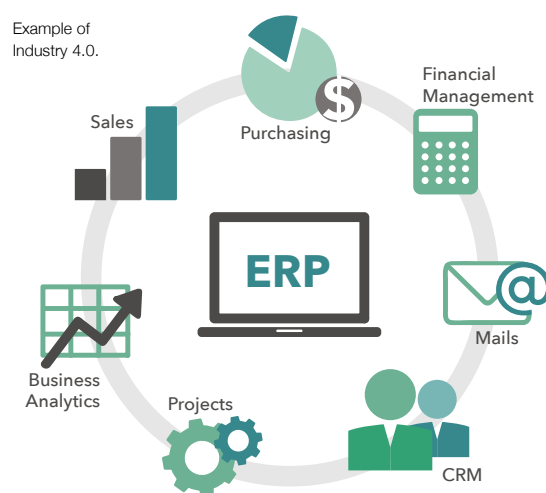 Example of
Industry 4.0.
Financial
Management
Purchasing
$
Sales
ERP
@
Mails
Business
Analytics
Projects
CRM